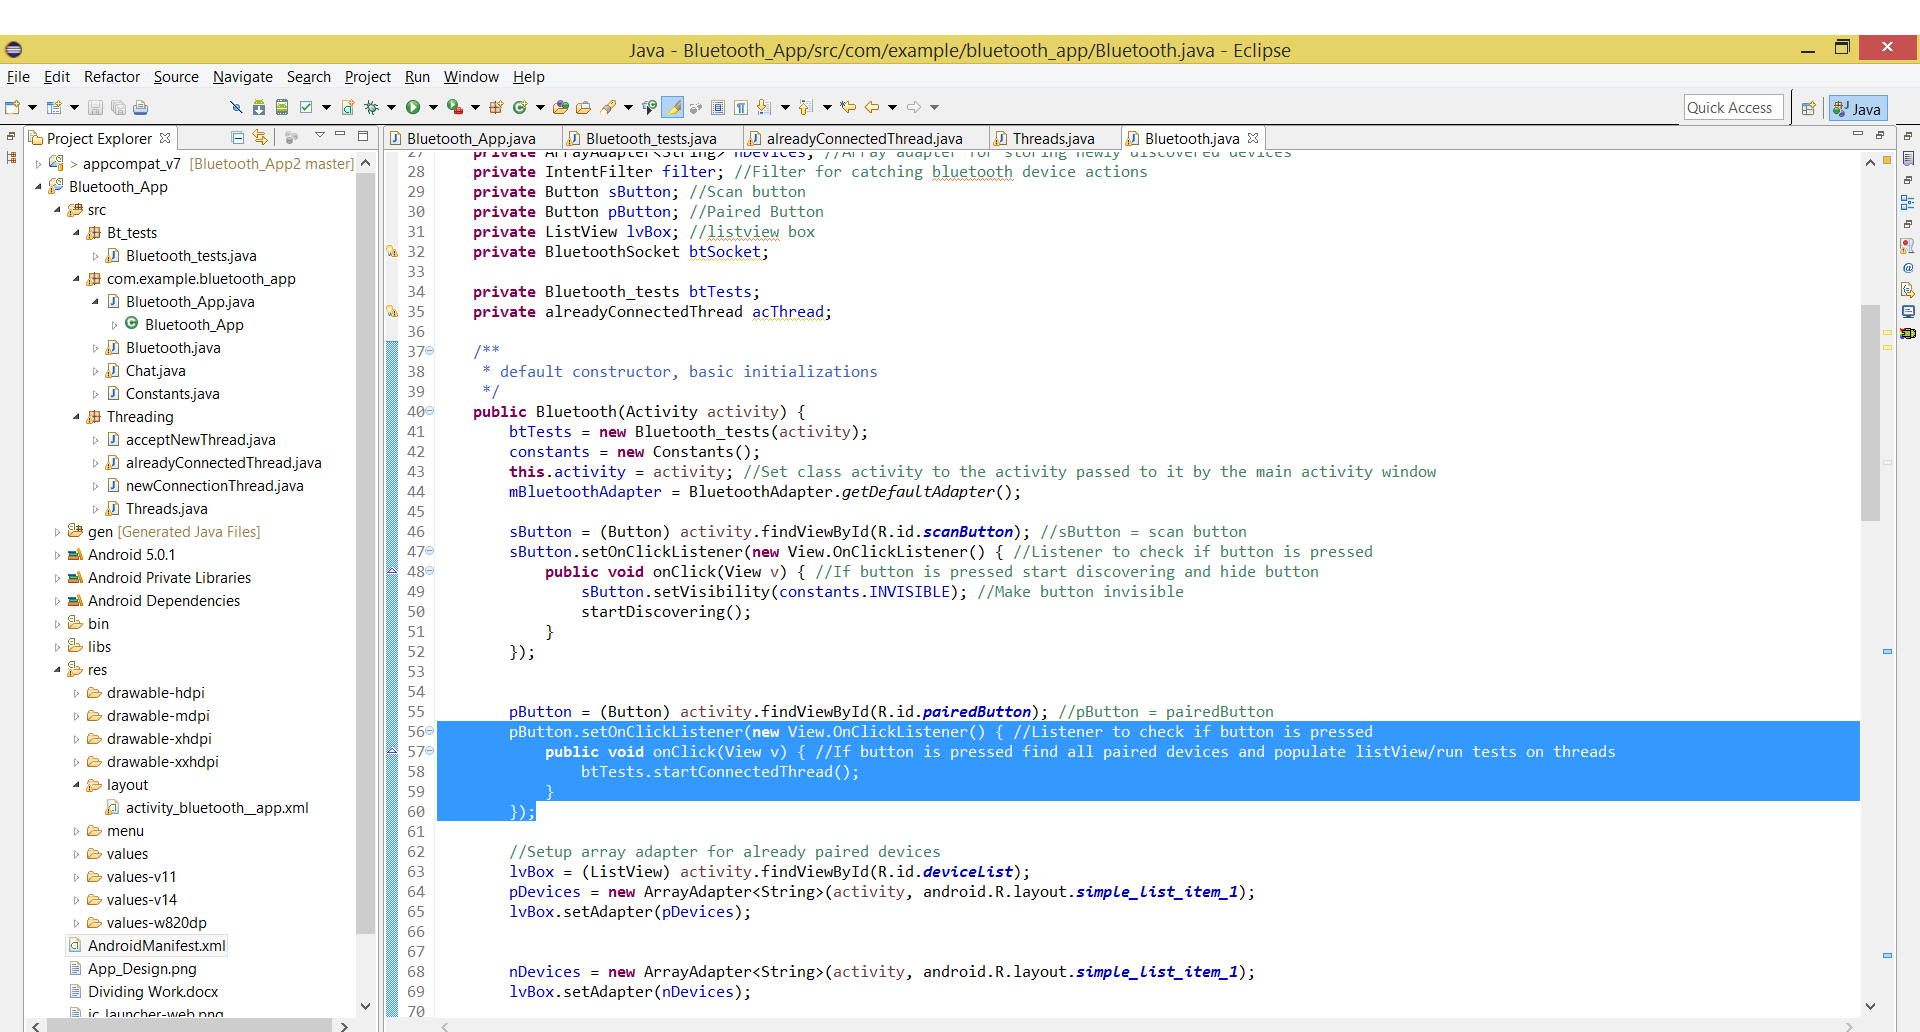 Java - Bluetooth_App/src/com/example/bluetooth_app/Bluetooth.java - Eclipse
File Edit Refactor Source Navigate Search Project Run Window Help
Quick Access
Java
Project Explorer
Bluetooth_App.java
Bluetooth_tests.java
alreadyConnectedThread.java
Threads.java
Bluetooth.java
> appcompat_v7 [Bluetooth_App2 master]
Bluetooth_App
src
Bt_tests
Bluetooth_tests.java
com.example.bluetooth_app
Bluetooth_App.java
Bluetooth_App
Bluetooth.java
Chat.java
Constants.java
Threading
acceptNewThread.java
alreadyConnectedThread.java
newConnectionThread.java
Threads.java
gen [Generated Java Files]
Android 5.0.1
Android Private Libraries
Android Dependencies
bin
libs
res
drawable-hdpi
drawable-mdpi
drawable-xhdpi
drawable-xxhdpi
layout
activity_bluetooth__app.xml
menu
values
values-v11
values-v14
values-w820dp
AndroidManifest.xml
App_Design.png
Dividing Work.docx
ic_launcher-web.png
27 private ArrayAdapter<String> nDevices; //Array adapter for storing newly discovered devices
28 private IntentFilter filter; //Filter for catching bluetooth device actions
29 private Button sButton; //Scan button
30 private Button pButton; //Paired Button
31 private ListView lvBox; //listview box
32 private BluetoothSocket btSocket;
33
34 private Bluetooth_tests btTests;
35 private alreadyConnectedThread acThread;
36
37 /**
38 * default constructor, basic initializations
39 */
40 public Bluetooth(Activity activity) {
41 btTests = new Bluetooth_tests(activity);
42 constants = new Constants();
43 this.activity = activity; //Set class activity to the activity passed to it by the main activity window
44 mBluetoothAdapter = BluetoothAdapter.getDefaultAdapter();
45
46 sButton = (Button) activity.findViewById(R.id.scanButton); //sButton = scan button
47 sButton.setOnClickListener(new View.OnClickListener() { //Listener to check if button is pressed
48 public void onClick(View v) { //If button is pressed start discovering and hide button
49 sButton.setVisibility(constants.INVISIBLE); //Make button invisible
50 startDiscovering();
51 }
52 });
53
54
55 pButton = (Button) activity.findViewById(R.id.pairedButton); //pButton = pairedButton
56 pButton.setOnClickListener(new View.OnClickListener() { //Listener to check if button is pressed
57 public void onClick(View v) { //If button is pressed find all paired devices and populate listView/run tests on threads
58 btTests.startConnectedThread();
59 }
60 });
61
62 //Setup array adapter for already paired devices
63 lvBox = (ListView) activity.findViewById(R.id.deviceList);
64 pDevices = new ArrayAdapter<String>(activity, android.R.layout.simple_list_item_1);
65 lvBox.setAdapter(pDevices);
66
67
68 nDevices = new ArrayAdapter<String>(activity, android.R.layout.simple_list_item_1);
69 lvBox.setAdapter(nDevices);
70